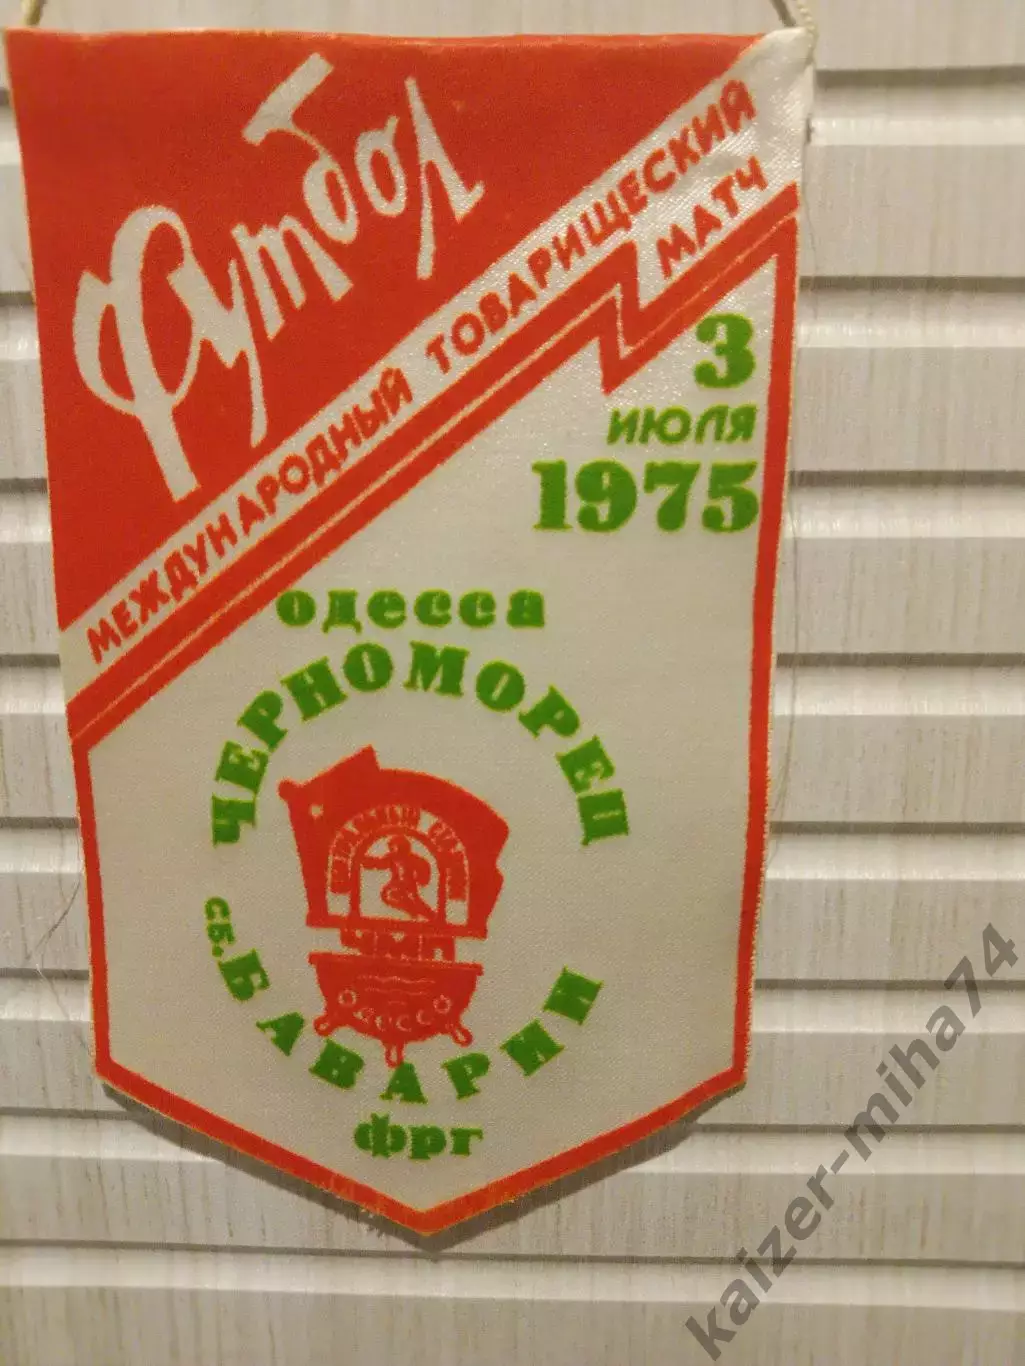 Футбол
МЕЖДУНАРОДНЫЙ ТОВАРИЩЕСКИЙ
МАТЧ
3
ИЮЛЯ
1975
одесса
ЧЕРНОМОРЕЦ
сб. БАВАРИИ
фрг
kaizer-miha74